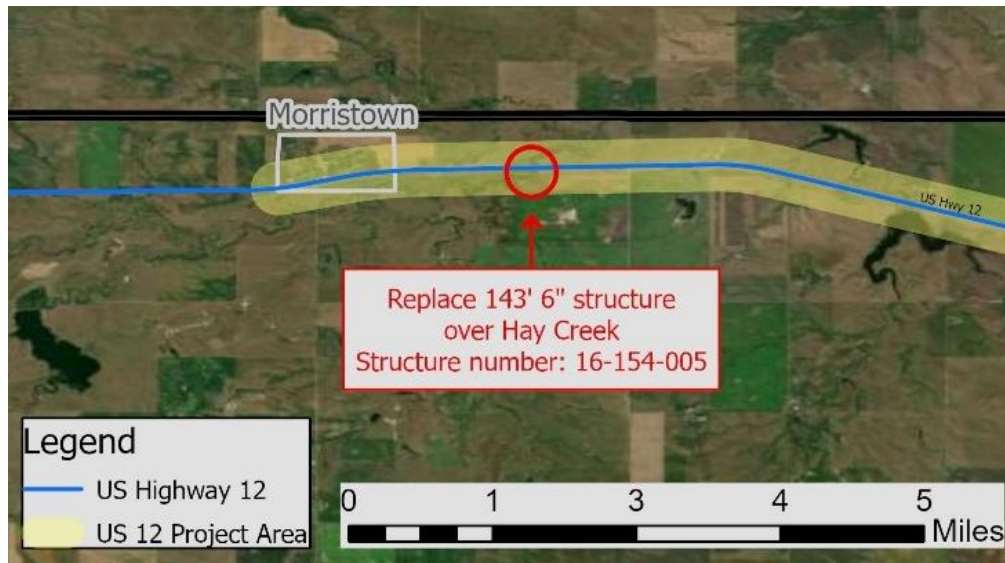 Morristown
US Hwy 12
Replace 143' 6" structure
over Hay Creek
Structure number: 16-154-005
Legend
US Highway 12
US 12 Project Area
0 1 3 4 5
Miles